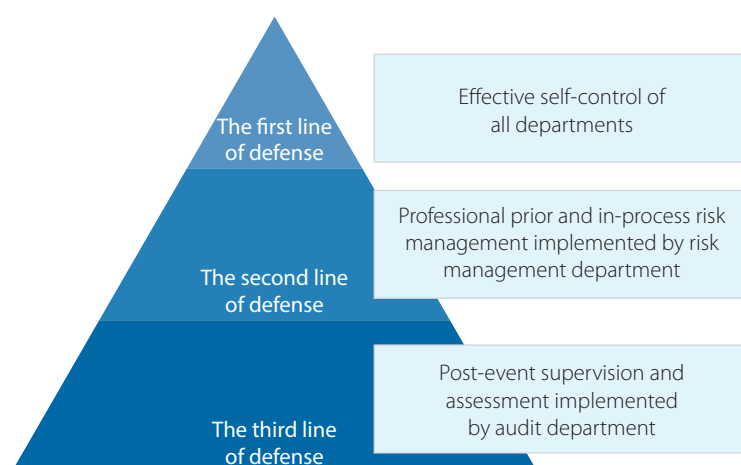 The first line
of defense
Effective self-control of
all departments
The second line
of defense
Professional prior and in-process risk
management implemented by risk
management department
The third line
of defense
Post-event supervision and
assessment implemented
by audit department